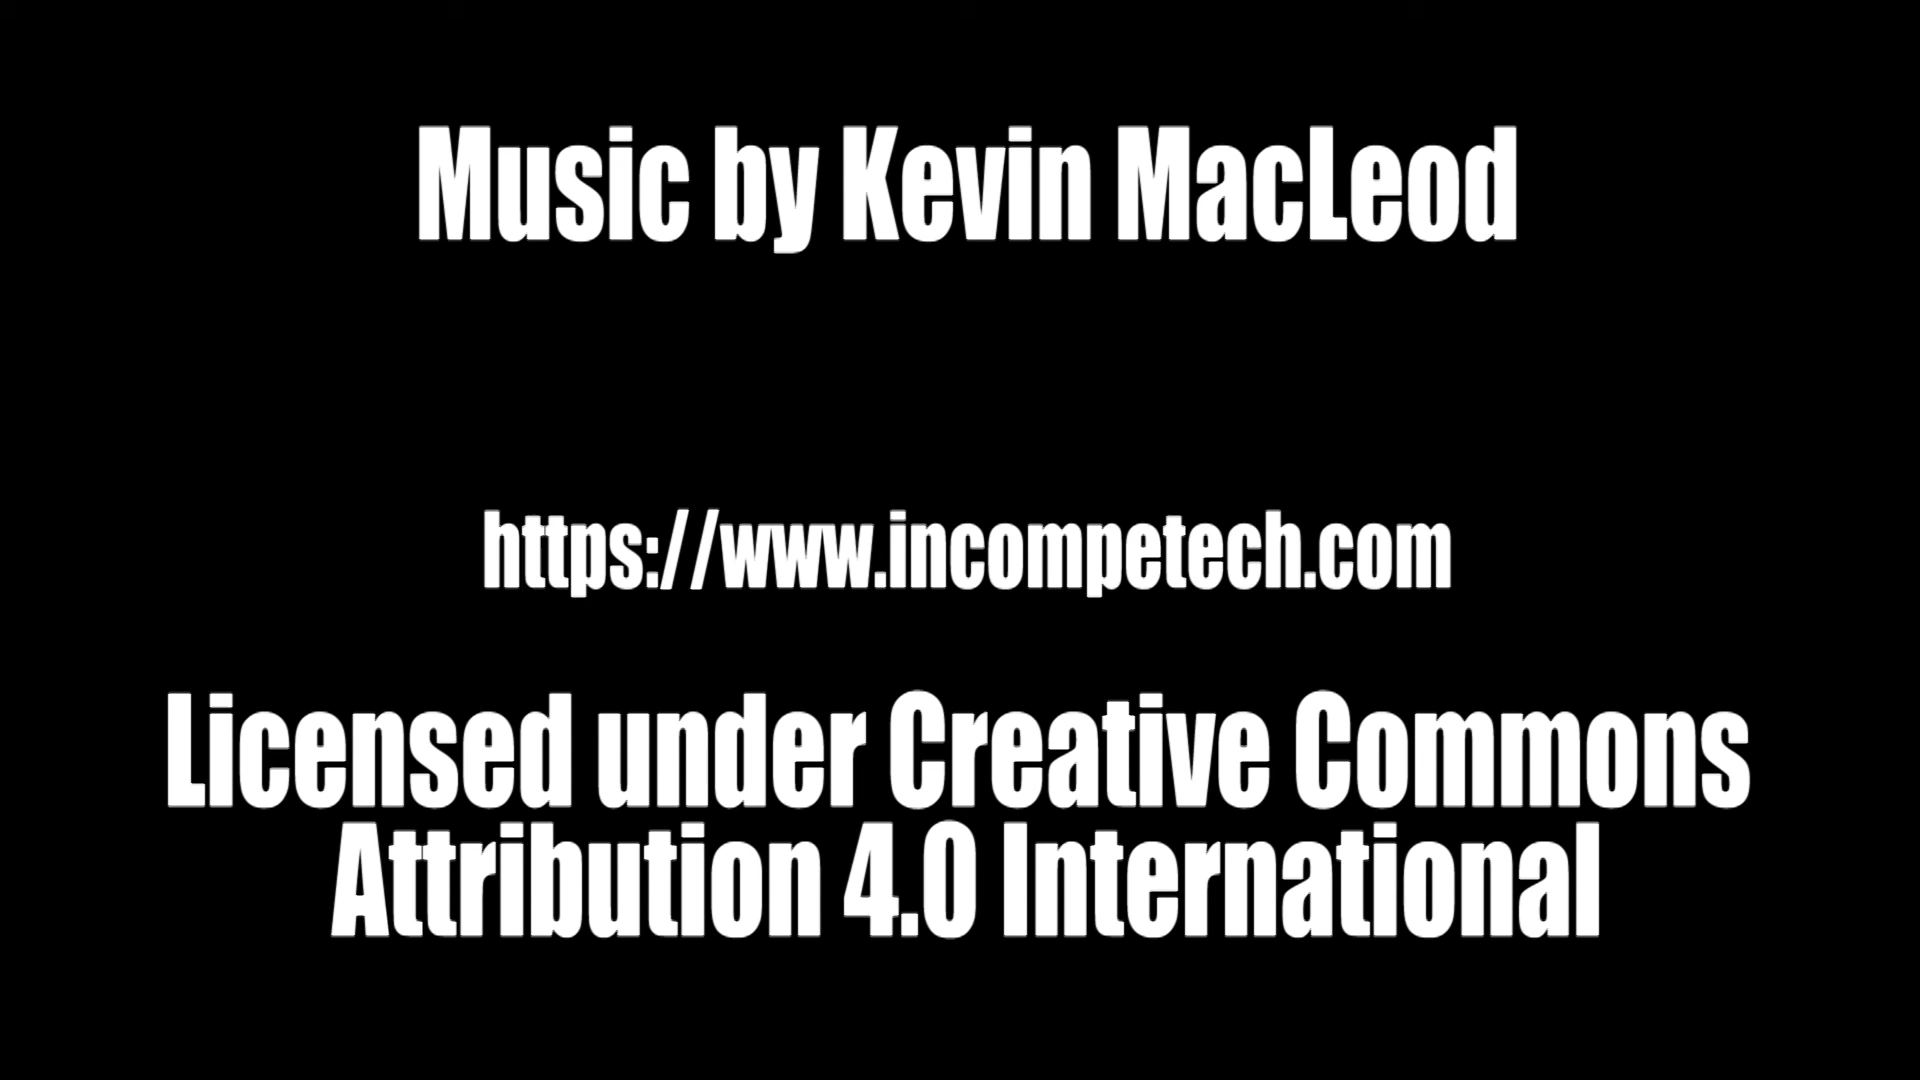 Music by Kevin MacLeod
https://www.incompetech.com
Licensed under Creative Commons
Attribution 4.0 International